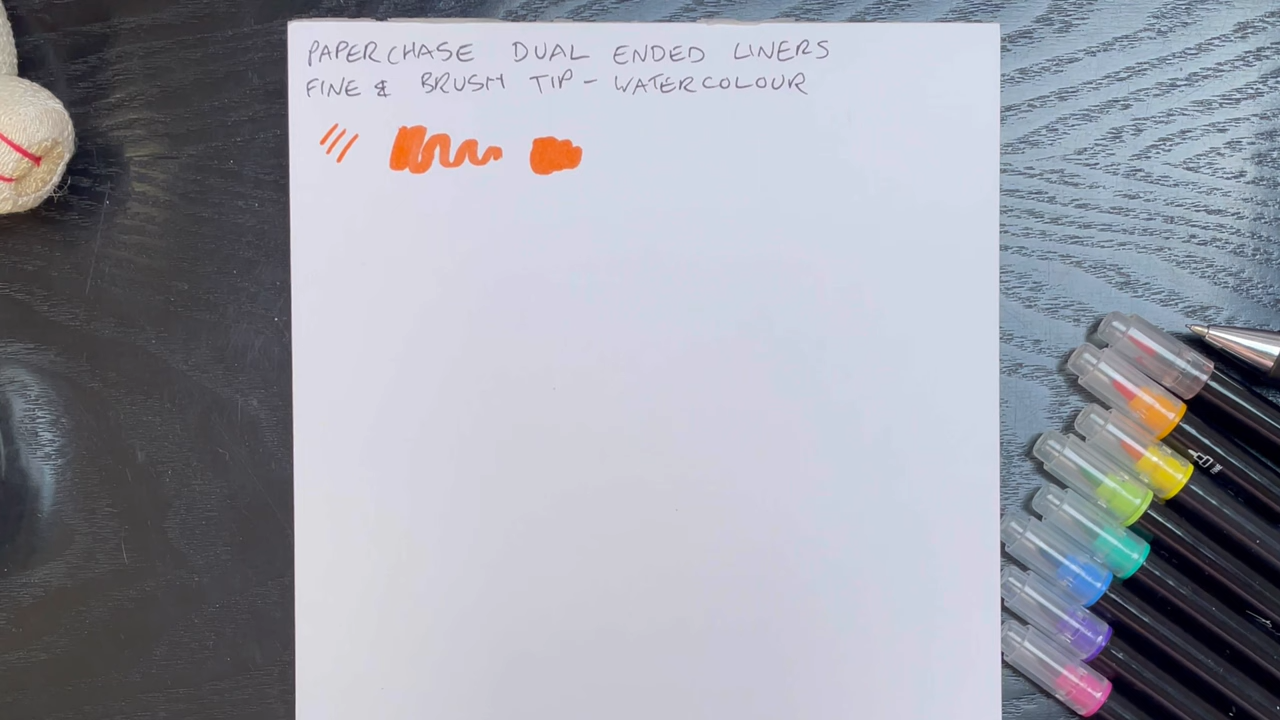 PAPERCHASE DUAL ENDED LINERS
FINE & BRUSH TIP - WATERCOLOUR